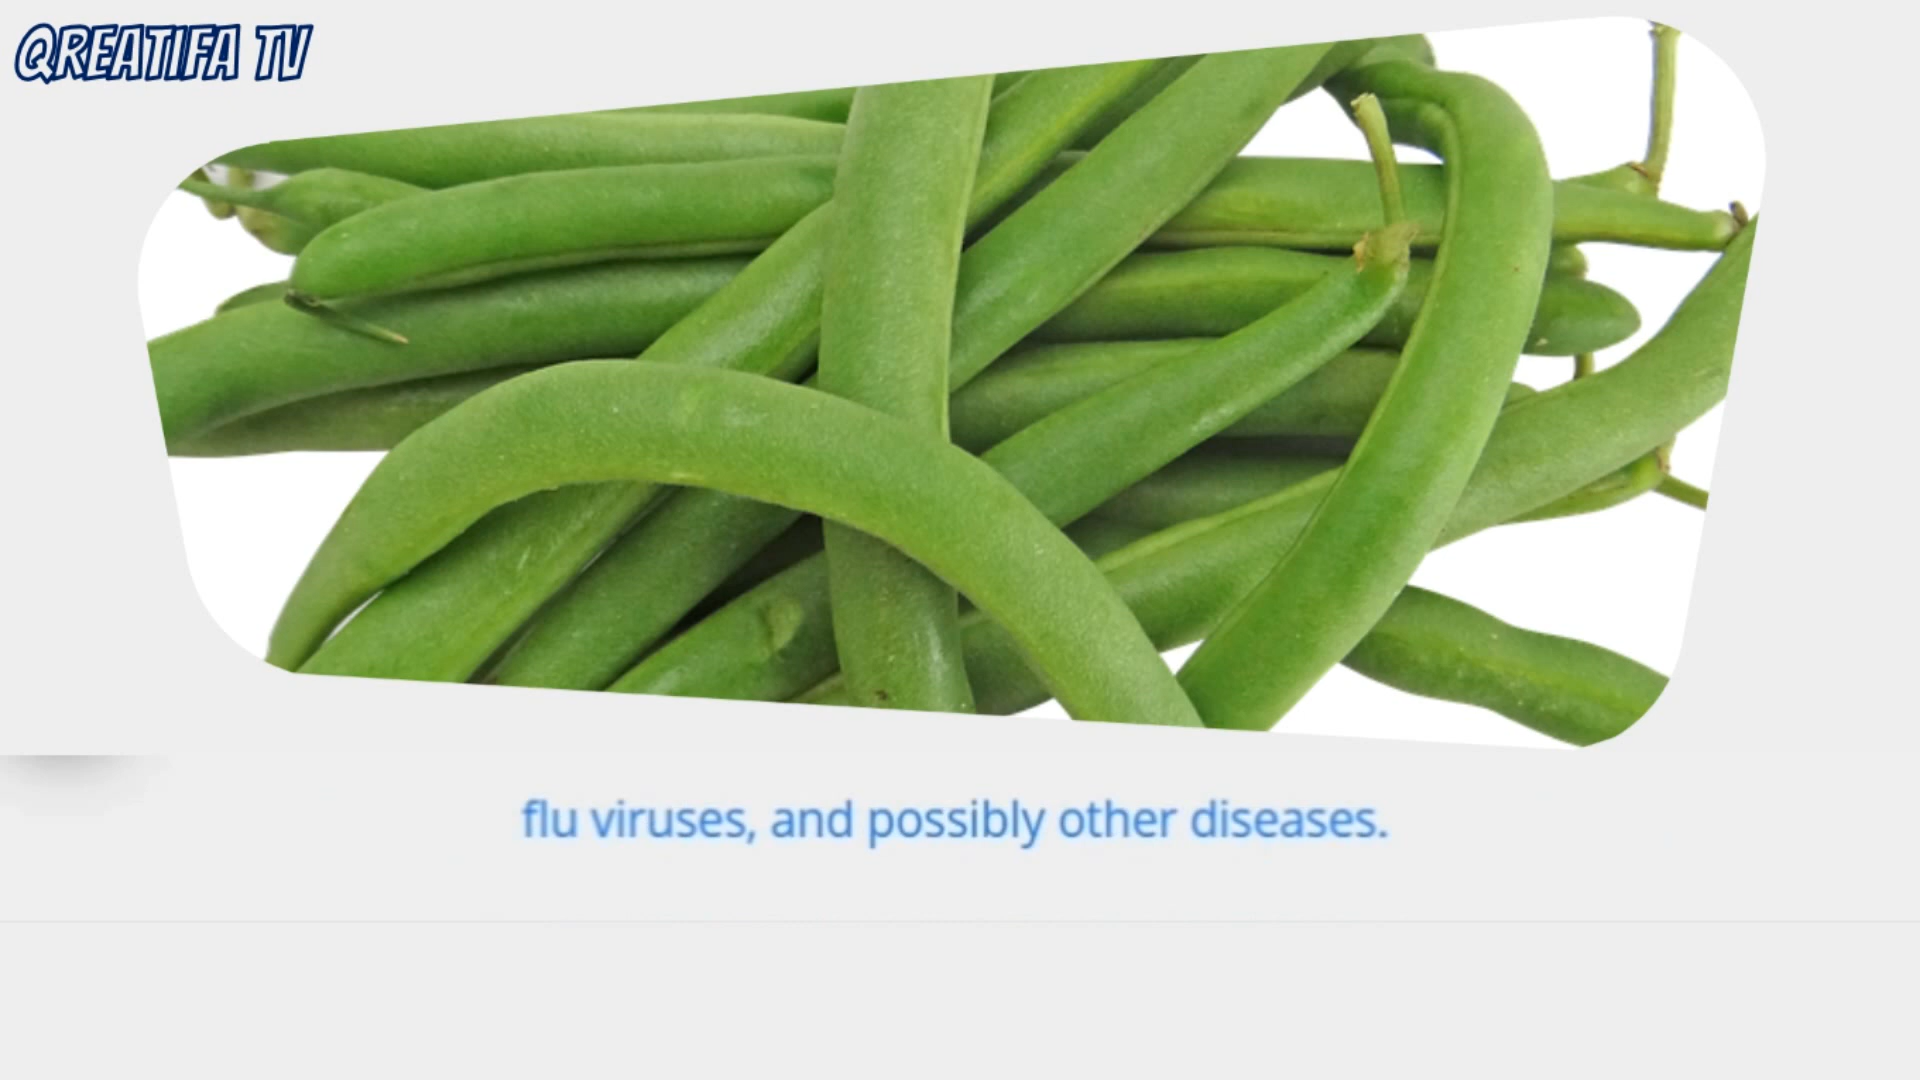 QREATIFA TV
flu viruses, and possibly other diseases.